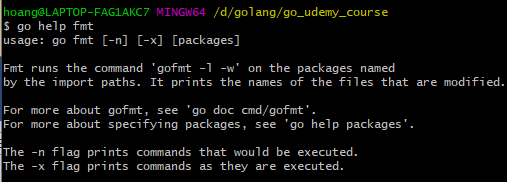 hoang@LAPTOP-FAG1AKC7 MINGW64 /d/golang/go_udemy_course
$ go help fmt
usage: go fmt [-n] [-x] [packages]

Fmt runs the command 'gofmt -l -w' on the packages named
by the import paths. It prints the names of the files that are modified.

For more about gofmt, see 'go doc cmd/gofmt'.
For more about specifying packages, see 'go help packages'.

The -n flag prints commands that would be executed.
The -x flag prints commands as they are executed.